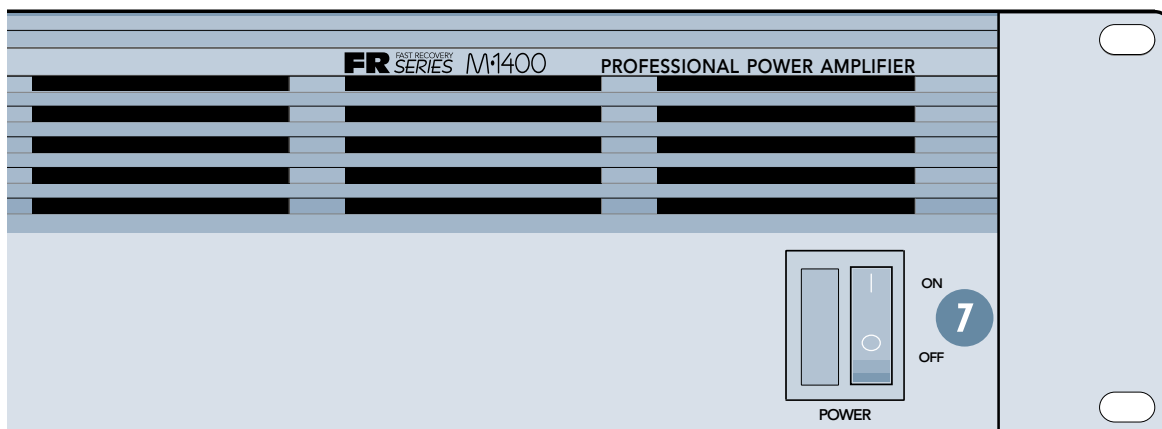 FR FAST RECOVERY SERIES M•1400 PROFESSIONAL POWER AMPLIFIER
ON
7
OFF
POWER